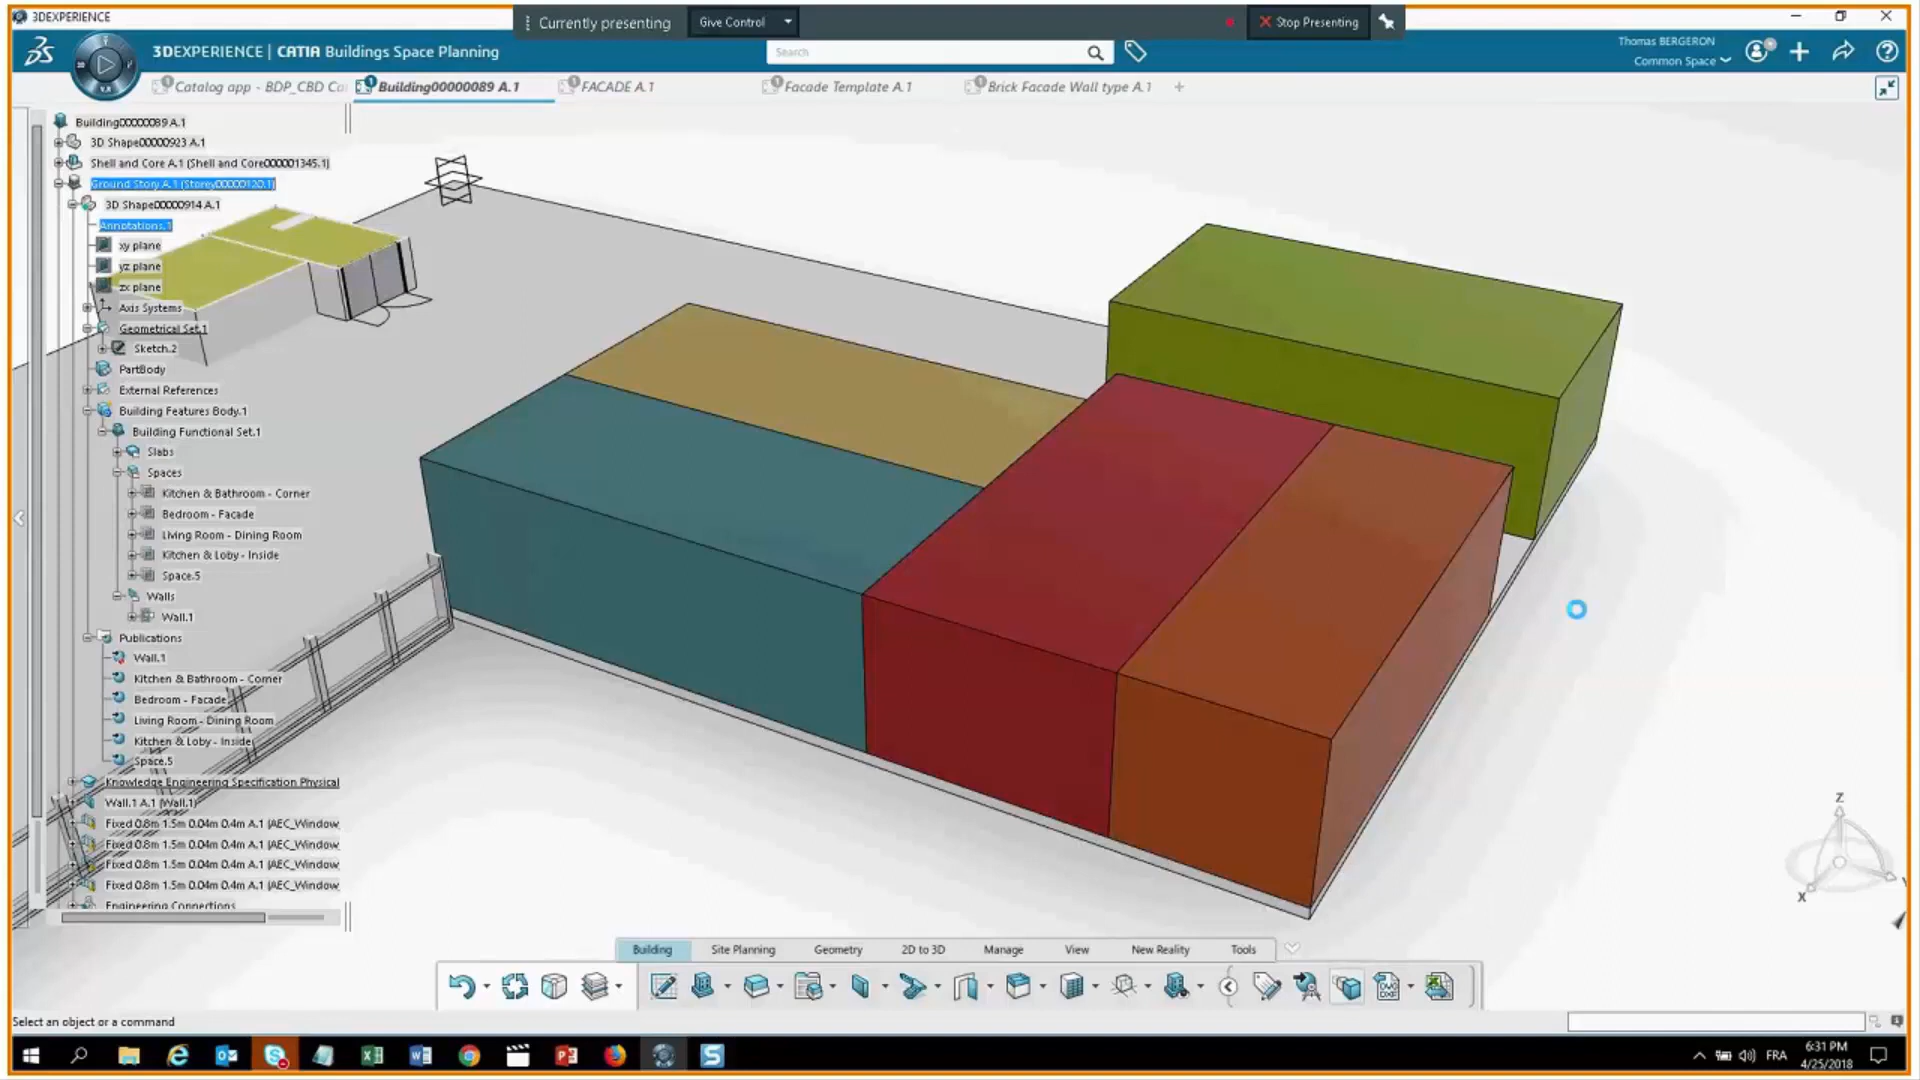 3DEXPERIENCE
Currently presenting
Give Control
Stop Presenting
3DEXPERIENCE | CATIA Buildings Space Planning
Search
Thomas BERGERON
Common Space
Catalog app - BDP_CBD Ca
Building00000089 A.1
FACADE A.1
Facade Template A.1
Brick Facade Wall type A.1
Building00000089 A.1
3D Shape00000923 A.1
Shell and Core A.1 (Shell and Core000001345.1)
Ground Story A.1 (Storey00000120.1)
3D Shape00000914 A.1
Annotations.1
xy plane
yz plane
zx plane
Axis Systems
Geometrical Set.1
Sketch.2
PartBody
External References
Building Features Body.1
Building Functional Set.1
Slabs
Spaces
Kitchen & Bathroom - Corner
Bedroom - Facade
Living Room - Dining Room
Kitchen & Loby - Inside
Space.5
Walls
Wall.1
Publications
Wall.1
Kitchen & Bathroom - Corner
Bedroom - Facade
Living Room - Dining Room
Kitchen & Loby - Inside
Space.5
Knowledge Engineering Specification Physical
Wall.1 A.1 (Wall.1)
Fixed 0.8m 1.5m 0.04m 0.4m A.1 (AEC_Window
Fixed 0.8m 1.5m 0.04m 0.4m A.1 (AEC_Window
Fixed 0.8m 1.5m 0.04m 0.4m A.1 (AEC_Window
Fixed 0.8m 1.5m 0.04m 0.4m A.1 (AEC_Window
Engineering Connections
Z
X
Y
Building
Site Planning
Geometry
2D to 3D
Manage
View
New Reality
Tools
Select an object or a command
FRA
6:31 PM
4/25/2018